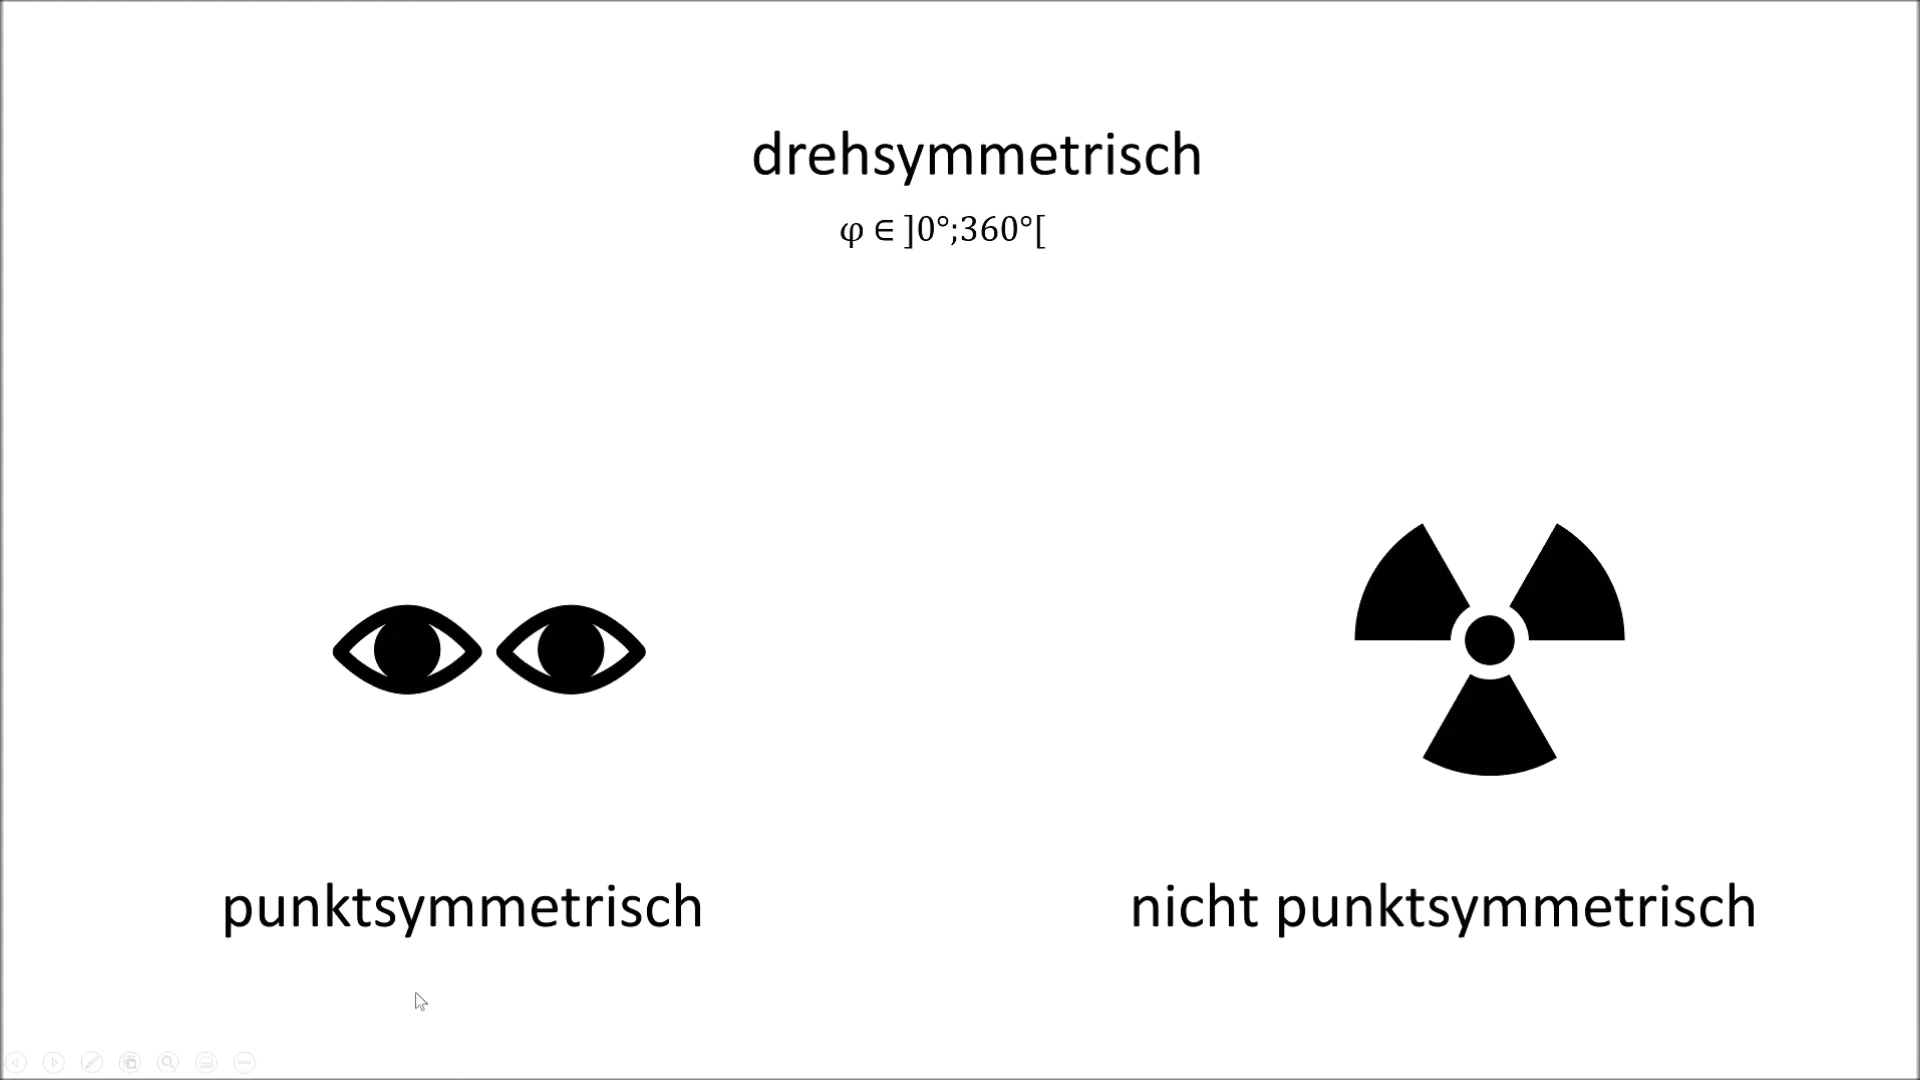 drehsymmetrisch
φ ∈ ]0°;360°[
punktsymmetrisch
nicht punktsymmetrisch